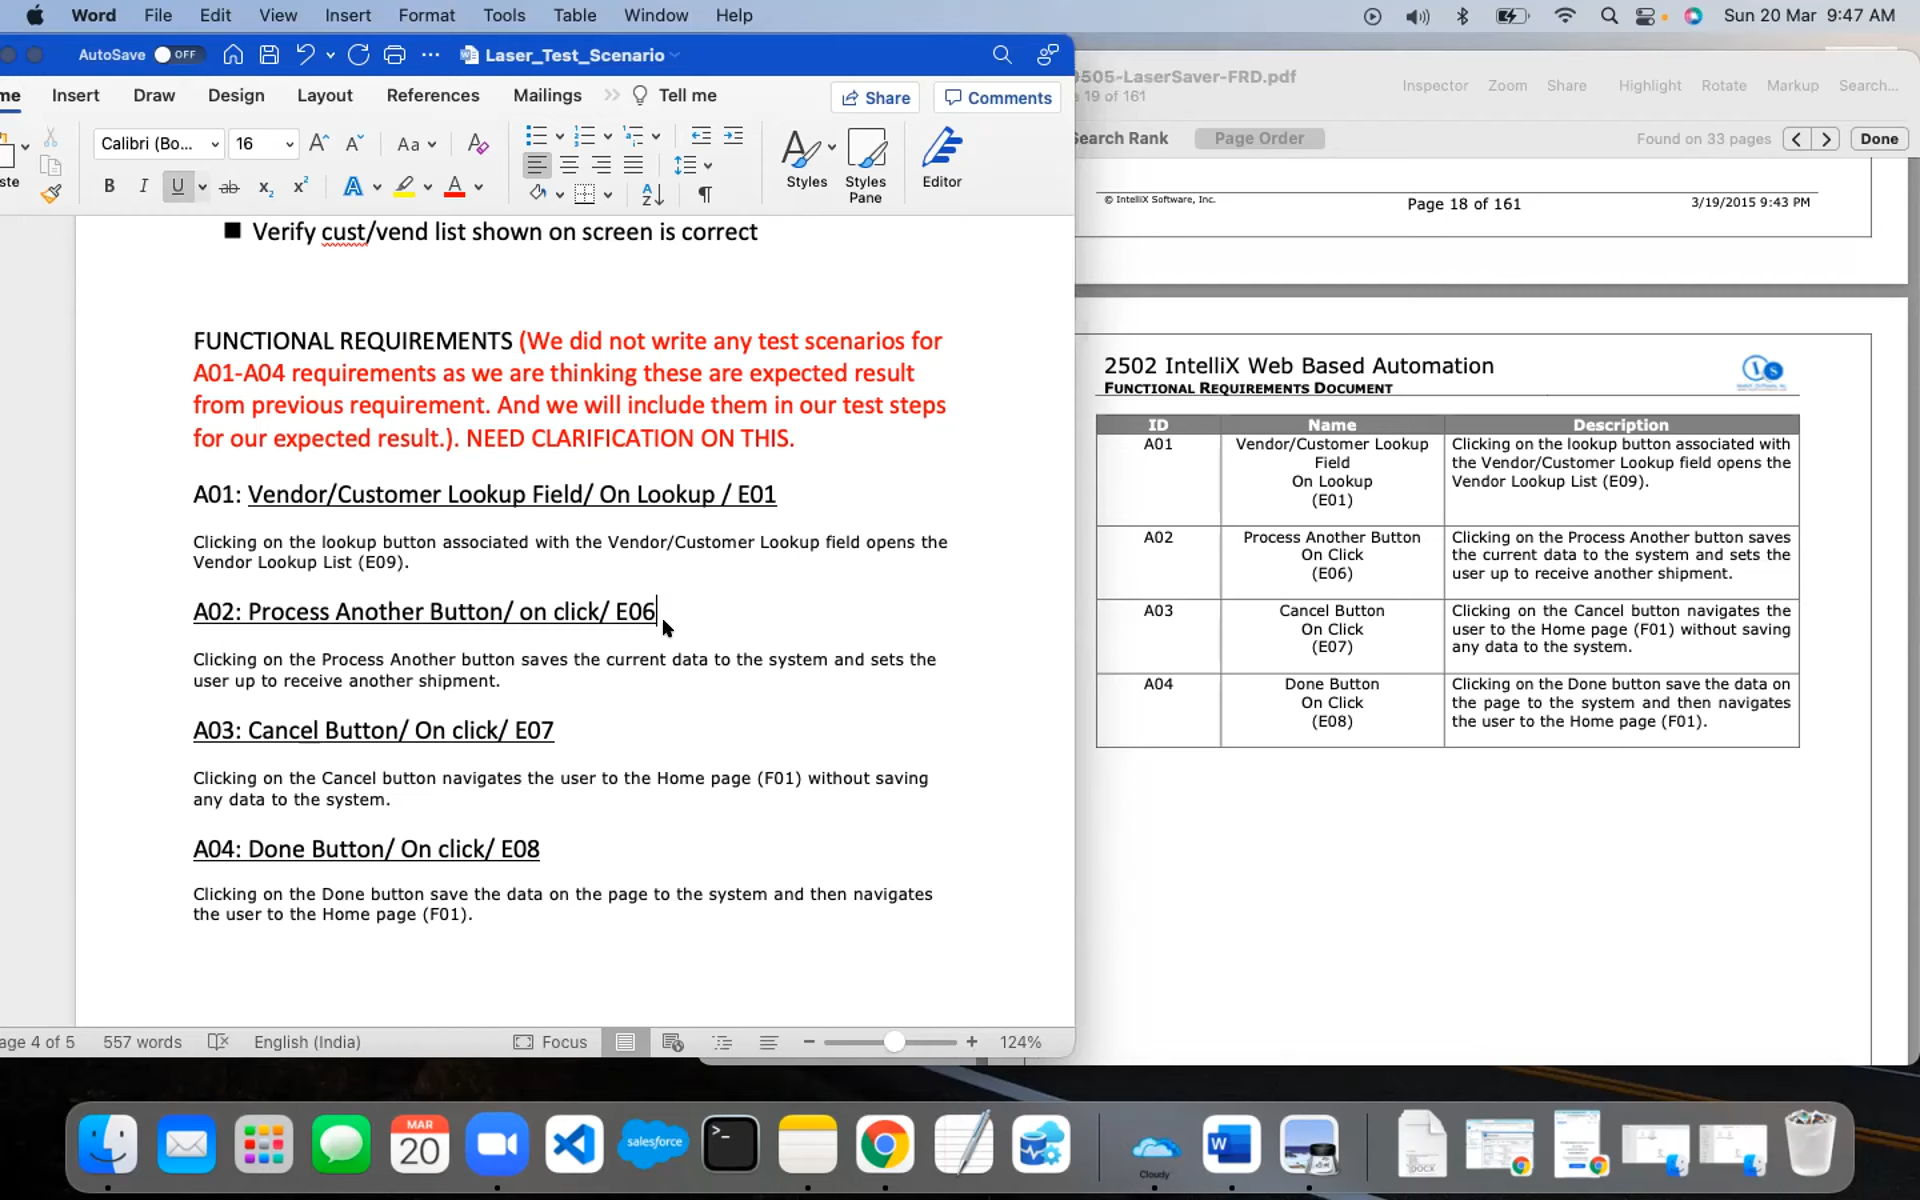 Word File Edit View Insert Format Tools Table Window Help Sun 20 Mar 9:47 AM
AutoSave OFF Laser_Test_Scenario
me Insert Draw Design Layout References Mailings Tell me Share Comments
Calibri (Bo... 16 Aa
Styles Styles Pane Editor
ste B I U ab
Verify cust/vend list shown on screen is correct
FUNCTIONAL REQUIREMENTS (We did not write any test scenarios for
A01-A04 requirements as we are thinking these are expected result
from previous requirement. And we will include them in our test steps
for our expected result.). NEED CLARIFICATION ON THIS.
A01: Vendor/Customer Lookup Field/ On Lookup / E01
Clicking on the lookup button associated with the Vendor/Customer Lookup field opens the
Vendor Lookup List (E09).
A02: Process Another Button/ on click/ E06
Clicking on the Process Another button saves the current data to the system and sets the
user up to receive another shipment.
A03: Cancel Button/ On click/ E07
Clicking on the Cancel button navigates the user to the Home page (F01) without saving
any data to the system.
A04: Done Button/ On click/ E08
Clicking on the Done button save the data on the page to the system and then navigates
the user to the Home page (F01).
age 4 of 5 557 words English (India) Focus 124%
505-LaserSaver-FRD.pdf
19 of 161
Inspector Zoom Share Highlight Rotate Markup Search...
Search Rank Page Order Found on 33 pages Done
© IntelliX Software, Inc. Page 18 of 161 3/19/2015 9:43 PM
2502 IntelliX Web Based Automation
FUNCTIONAL REQUIREMENTS DOCUMENT
ID Name Description
A01
Vendor/Customer Lookup
Field
On Lookup
(E01)
Clicking on the lookup button associated with
the Vendor/Customer Lookup field opens the
Vendor Lookup List (E09).
A02
Process Another Button
On Click
(E06)
Clicking on the Process Another button saves
the current data to the system and sets the
user up to receive another shipment.
A03
Cancel Button
On Click
(E07)
Clicking on the Cancel button navigates the
user to the Home page (F01) without saving
any data to the system.
A04
Done Button
On Click
(E08)
Clicking on the Done button save the data on
the page to the system and then navigates
the user to the Home page (F01).
MAR
20
salesforce
Cloudy
W
DOCX